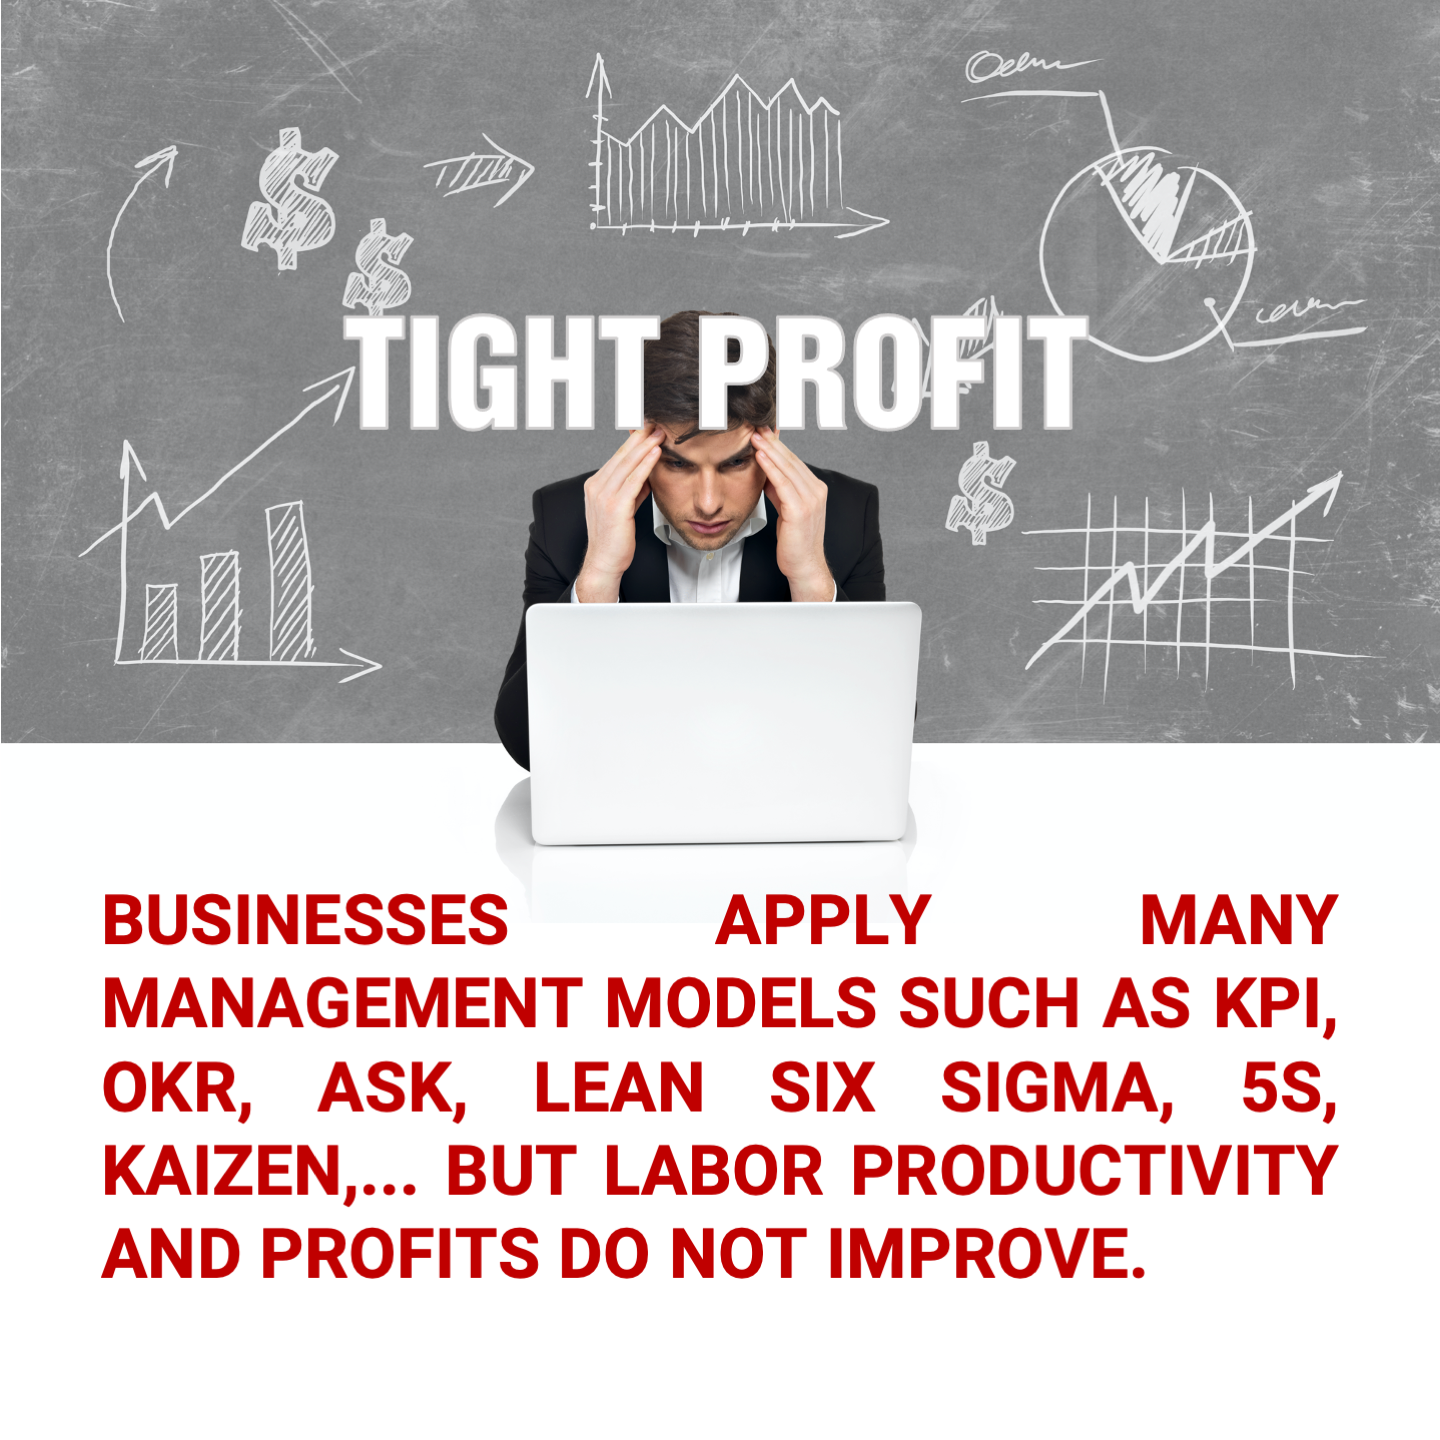 TIGHT PROFIT
BUSINESSES APPLY MANY
MANAGEMENT MODELS SUCH AS KPI,
OKR, ASK, LEAN SIX SIGMA, 5S,
KAIZEN,... BUT LABOR PRODUCTIVITY
AND PROFITS DO NOT IMPROVE.